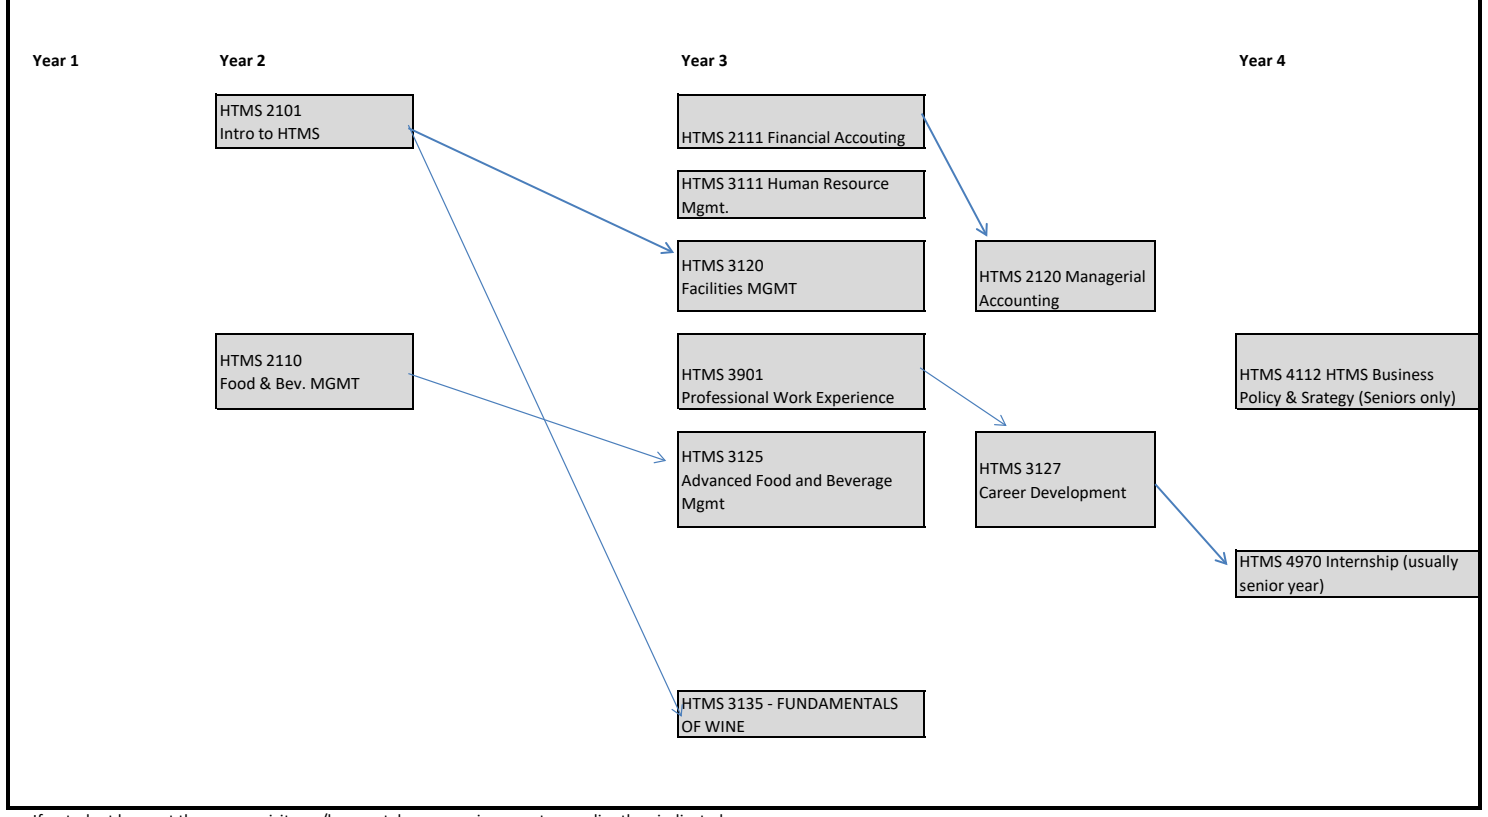 Year 1
Year 2
Year 3
Year 4
HTMS 2101
Intro to HTMS
HTMS 2111 Financial Accouting
HTMS 3111 Human Resource
Mgmt.
HTMS 3120
Facilities MGMT
HTMS 2120 Managerial
Accounting
HTMS 2110
Food & Bev. MGMT
HTMS 3901
Professional Work Experience
HTMS 4112 HTMS Business
Policy & Srategy (Seniors only)
HTMS 3125
Advanced Food and Beverage
Mgmt
HTMS 3127
Career Development
HTMS 4970 Internship (usually
senior year)
HTMS 3135 - FUNDAMENTALS
OF WINE